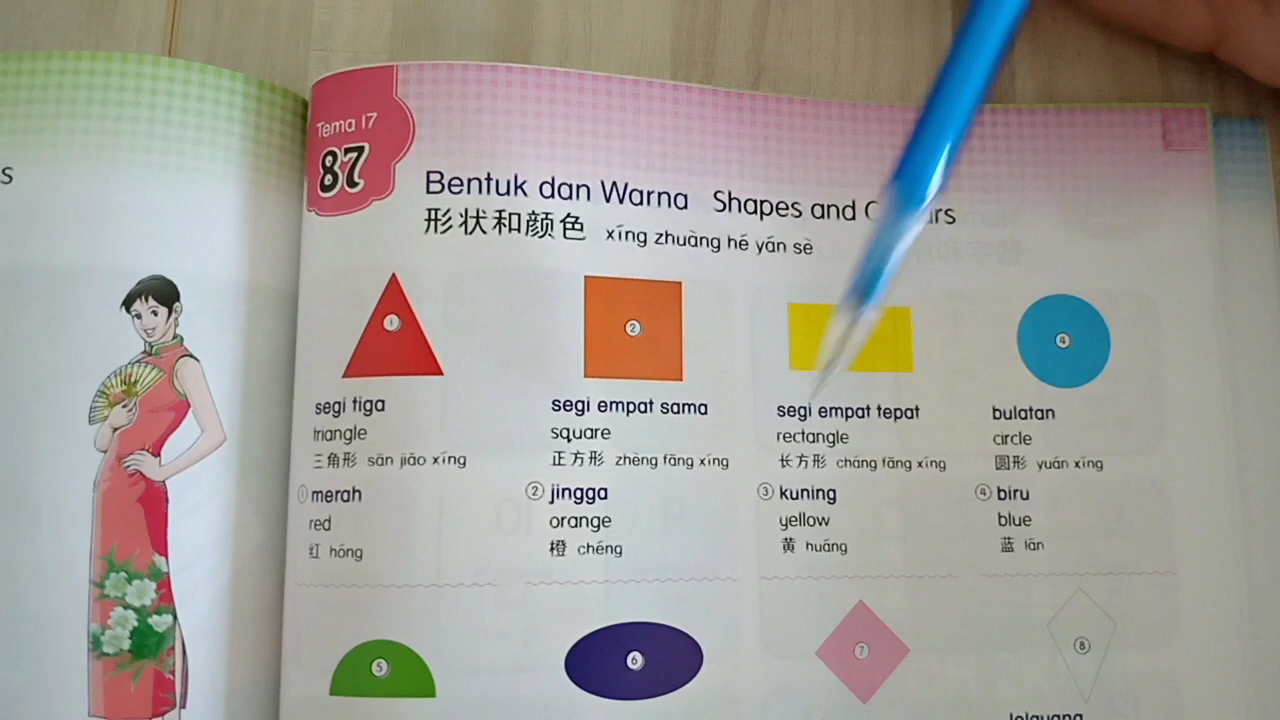 s
Tema 17
87
Bentuk dan Warna Shapes and
形状和颜色 xíng zhuàng hé yán sè
① ② ④
segi tiga segi empat sama segi empat tepat bulatan
triangle square rectangle circle
三角形 sān jiǎo xíng 正方形 zhèng fāng xíng 长方形 cháng fāng xíng 圆形 yuán xíng
① merah ② jingga ③ kuning ④ biru
red orange yellow blue
红 hóng 橙 chéng 黄 huáng 蓝 lán
⑤ ⑥ ⑦ ⑧